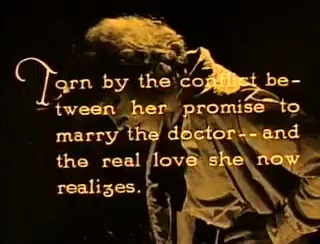 Torn by the conflict be-
tween her promise to
marry the doctor--and
the real love she now
realizes.